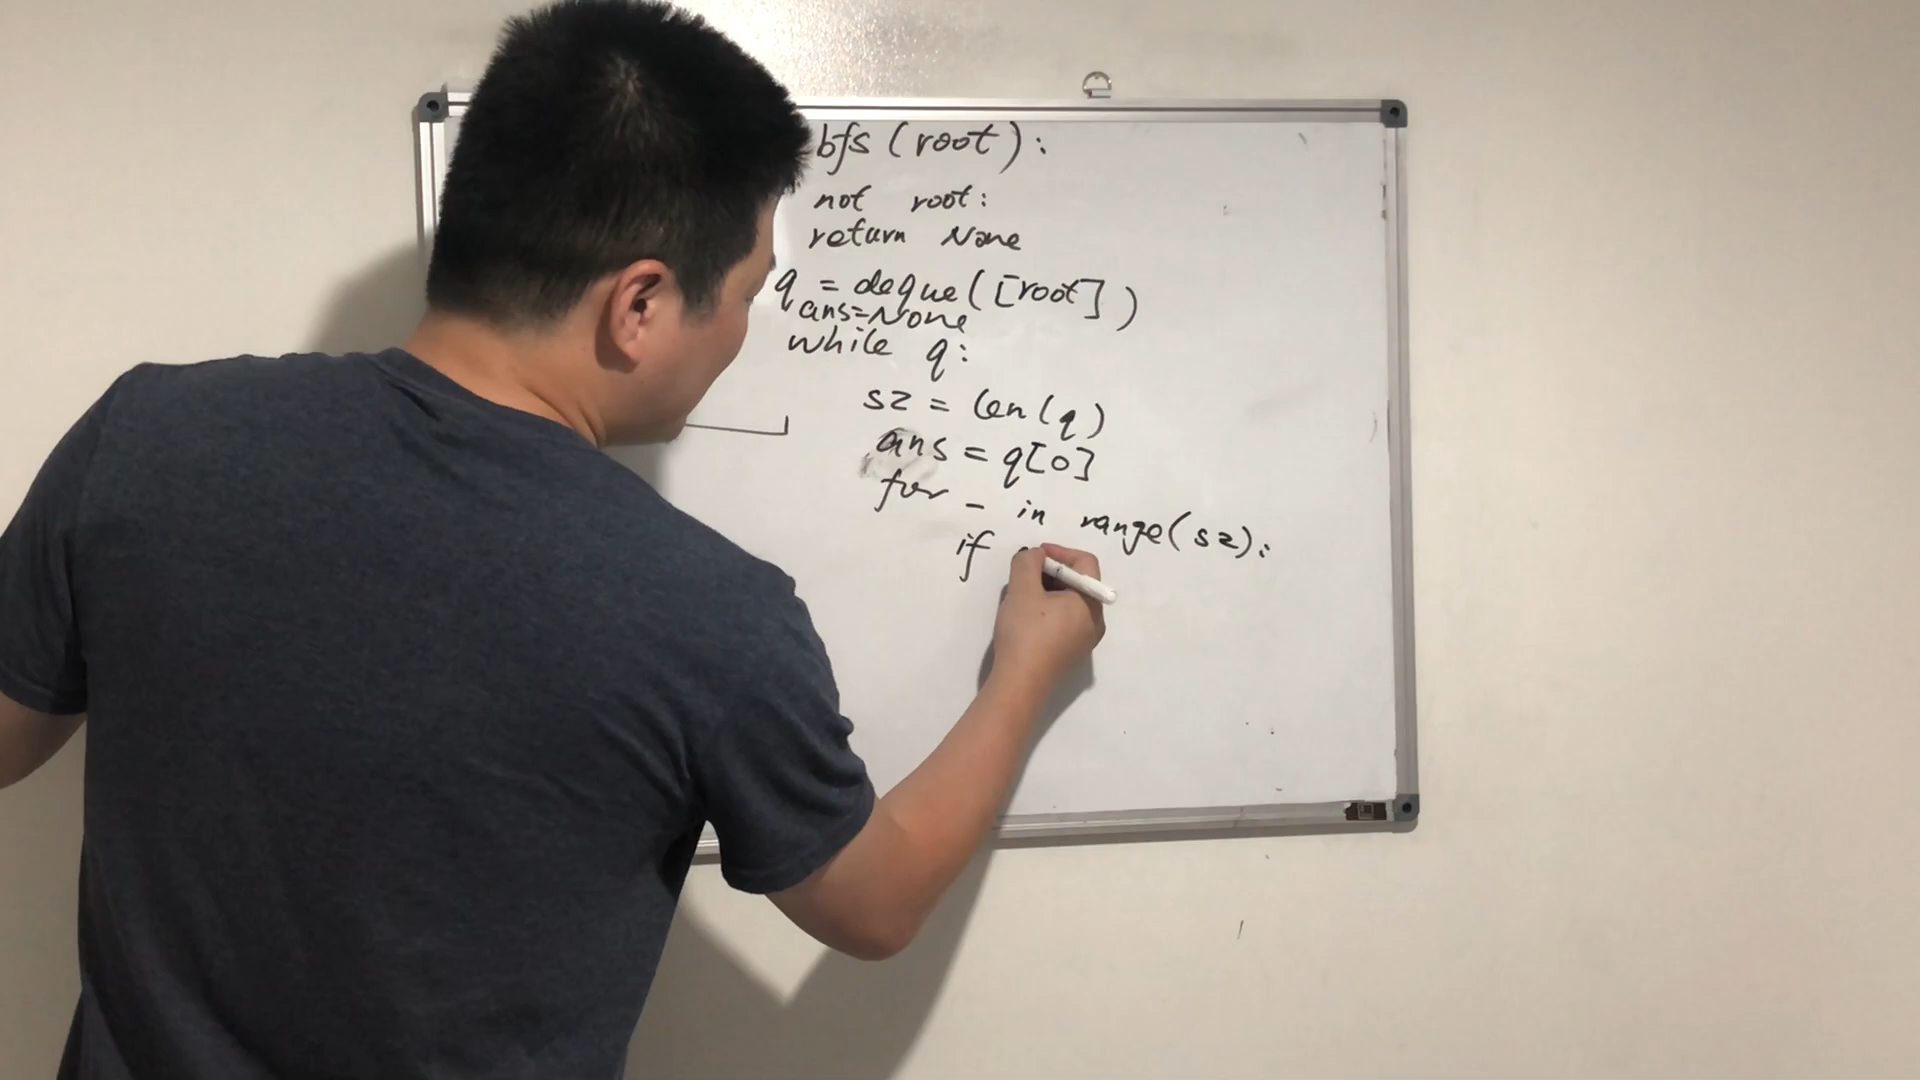 bfs (root):
not root:
return None
q = deque([root])
ans=None
while q:
sz = len(q)
ans = q[0]
for - in range(sz):
if